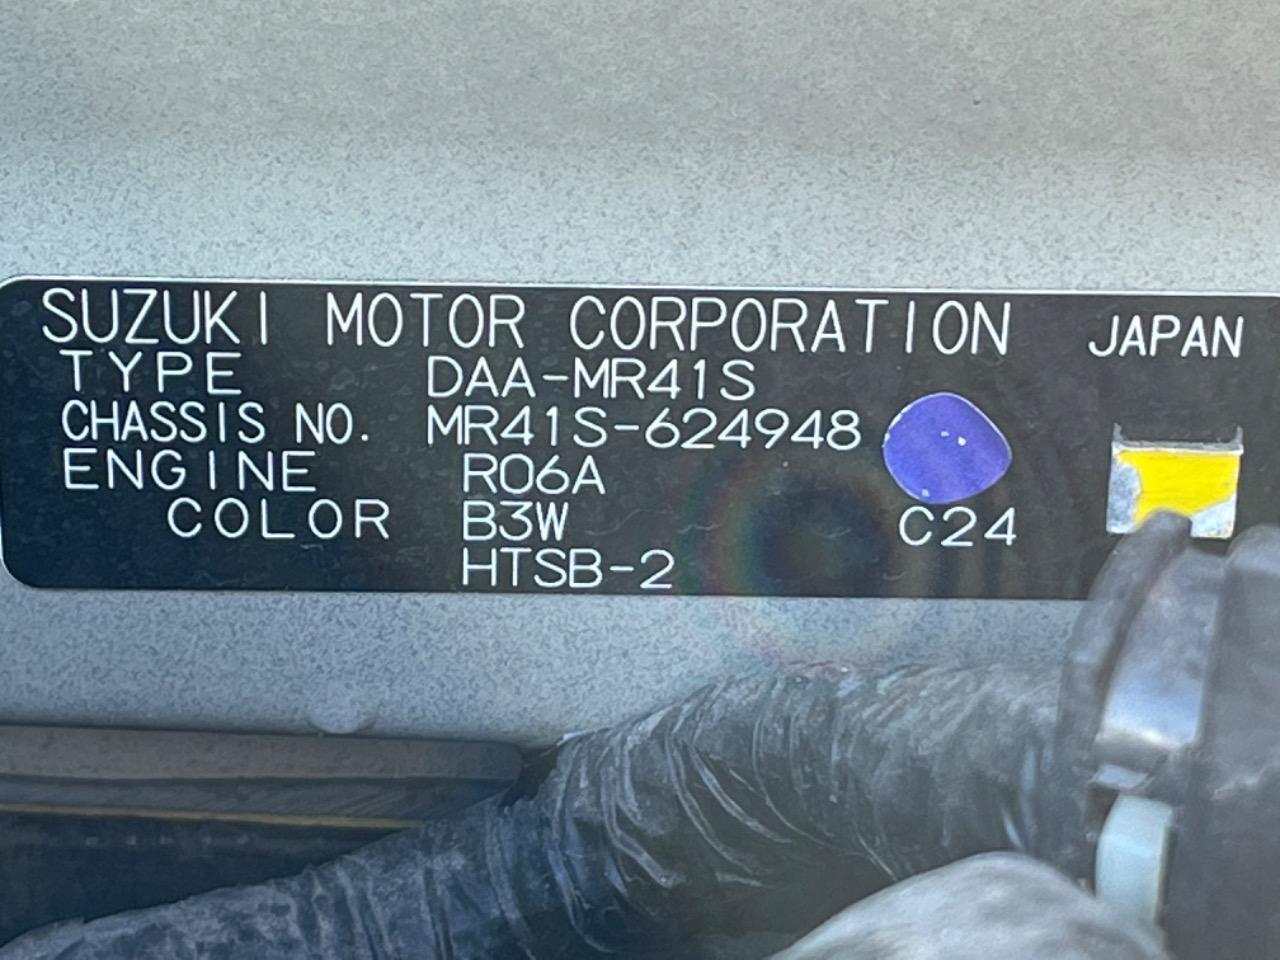 SUZUKI MOTOR CORPORATION JAPAN
TYPE DAA-MR41S
CHASSIS NO. MR41S-624948
ENGINE R06A
COLOR B3W C24
HTSB-2